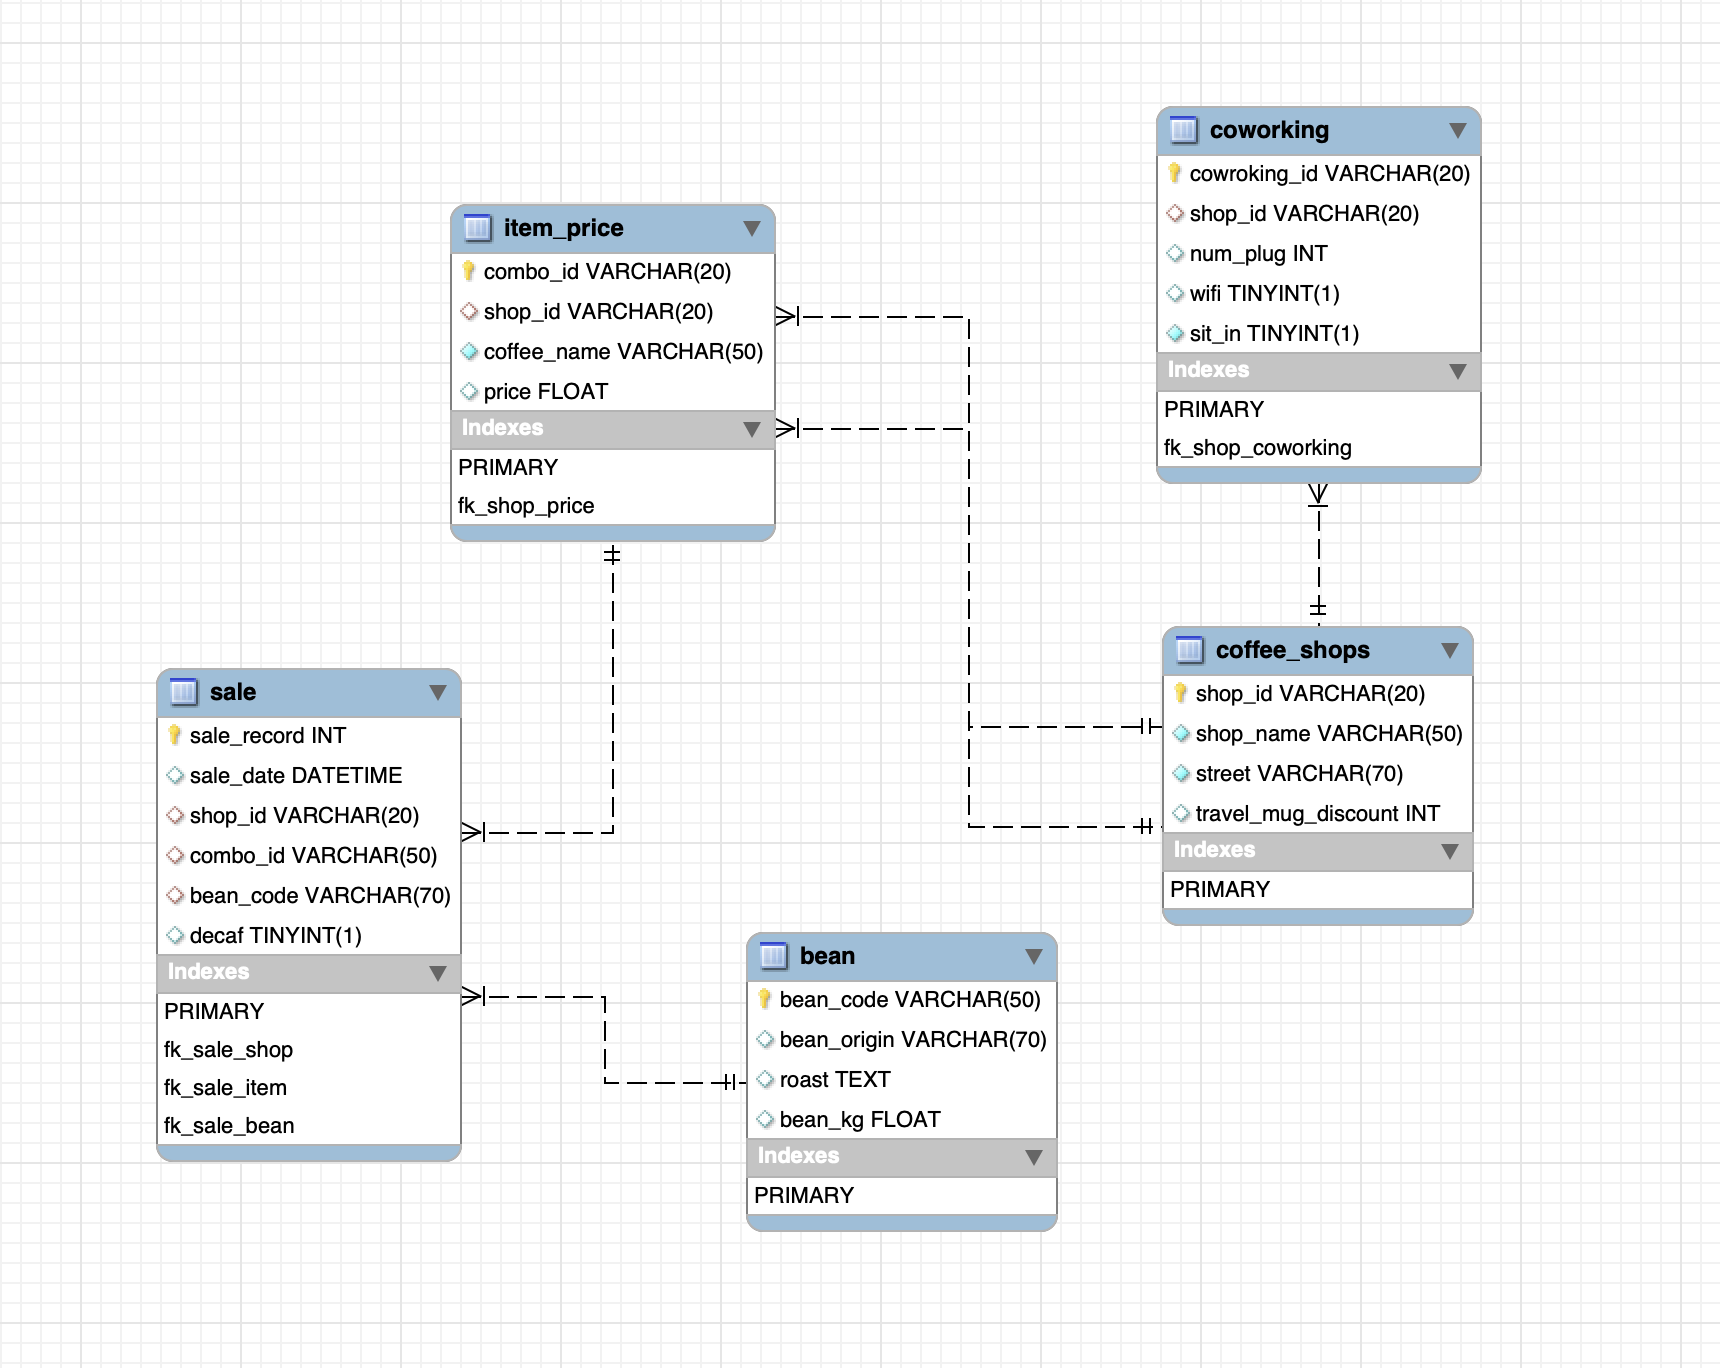 coworking
cowroking_id VARCHAR(20)
shop_id VARCHAR(20)
num_plug INT
wifi TINYINT(1)
sit_in TINYINT(1)
Indexes
PRIMARY
fk_shop_coworking
item_price
combo_id VARCHAR(20)
shop_id VARCHAR(20)
coffee_name VARCHAR(50)
price FLOAT
Indexes
PRIMARY
fk_shop_price
coffee_shops
shop_id VARCHAR(20)
shop_name VARCHAR(50)
street VARCHAR(70)
travel_mug_discount INT
Indexes
PRIMARY
sale
sale_record INT
sale_date DATETIME
shop_id VARCHAR(20)
combo_id VARCHAR(50)
bean_code VARCHAR(70)
decaf TINYINT(1)
Indexes
PRIMARY
fk_sale_shop
fk_sale_item
fk_sale_bean
bean
bean_code VARCHAR(50)
bean_origin VARCHAR(70)
roast TEXT
bean_kg FLOAT
Indexes
PRIMARY